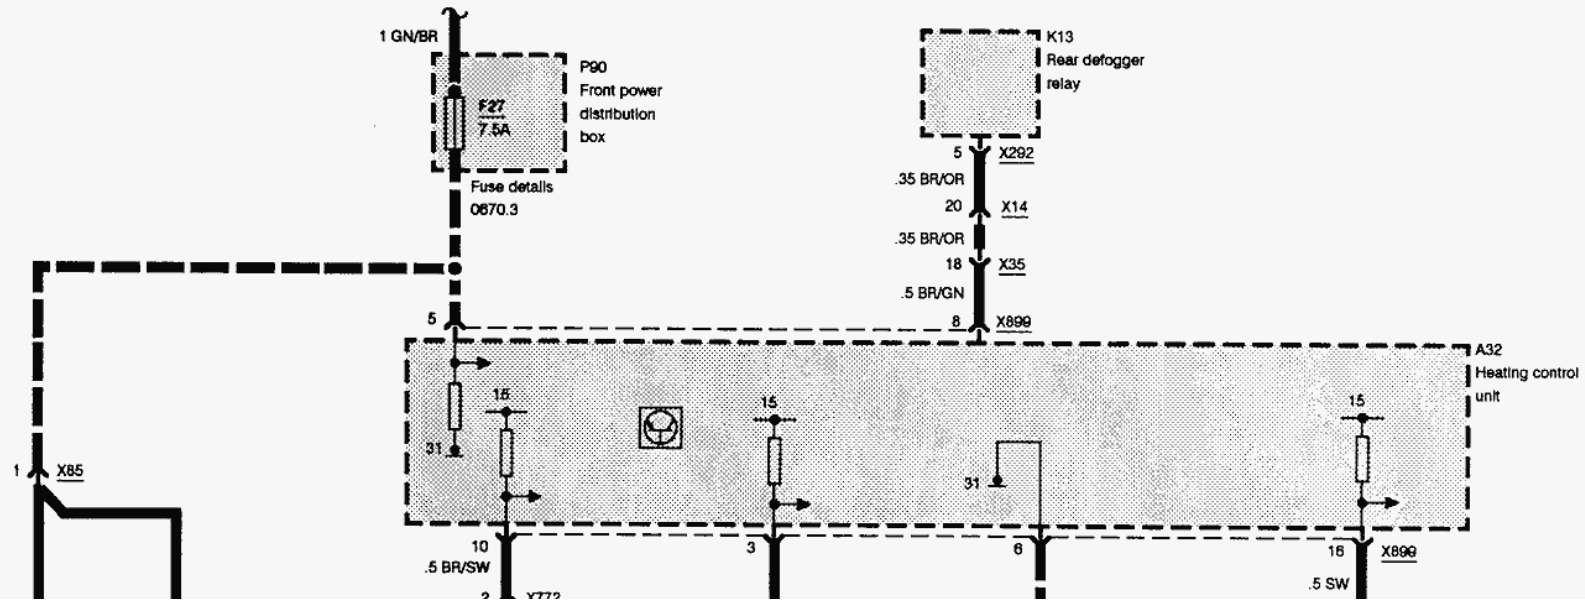 1 GN/BR
P90
Front power
distribution
box
F27
7.5A
Fuse details
0670.3
K13
Rear defogger
relay
5 X292
.35 BR/OR
20 X14
.35 BR/OR
18 X35
.5 BR/GN
5
8 X899
A32
Heating control
unit
15
31
15
31
15
1 X85
10
3
6
16 X899
.5 BR/SW
.5 SW
2 X772